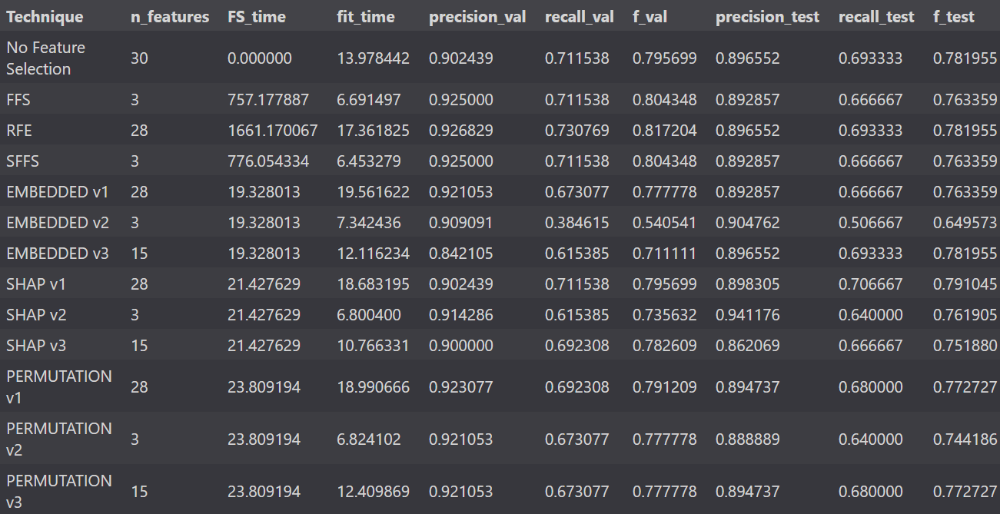 Technique n_features FS_time fit_time precision_val recall_val f_val precision_test recall_test f_test
No Feature
Selection 30 0.000000 13.978442 0.902439 0.711538 0.795699 0.896552 0.693333 0.781955
FFS 3 757.177887 6.691497 0.925000 0.711538 0.804348 0.892857 0.666667 0.763359
RFE 28 1661.170067 17.361825 0.926829 0.730769 0.817204 0.896552 0.693333 0.781955
SFFS 3 776.054334 6.453279 0.925000 0.711538 0.804348 0.892857 0.666667 0.763359
EMBEDDED v1 28 19.328013 19.561622 0.921053 0.673077 0.777778 0.892857 0.666667 0.763359
EMBEDDED v2 3 19.328013 7.342436 0.909091 0.384615 0.540541 0.904762 0.506667 0.649573
EMBEDDED v3 15 19.328013 12.116234 0.842105 0.615385 0.711111 0.896552 0.693333 0.781955
SHAP v1 28 21.427629 18.683195 0.902439 0.711538 0.795699 0.898305 0.706667 0.791045
SHAP v2 3 21.427629 6.800400 0.914286 0.615385 0.735632 0.941176 0.640000 0.761905
SHAP v3 15 21.427629 10.766331 0.900000 0.692308 0.782609 0.862069 0.666667 0.751880
PERMUTATION
v1 28 23.809194 18.990666 0.923077 0.692308 0.791209 0.894737 0.680000 0.772727
PERMUTATION
v2 3 23.809194 6.824102 0.921053 0.673077 0.777778 0.888889 0.640000 0.744186
PERMUTATION
v3 15 23.809194 12.409869 0.921053 0.673077 0.777778 0.894737 0.680000 0.772727